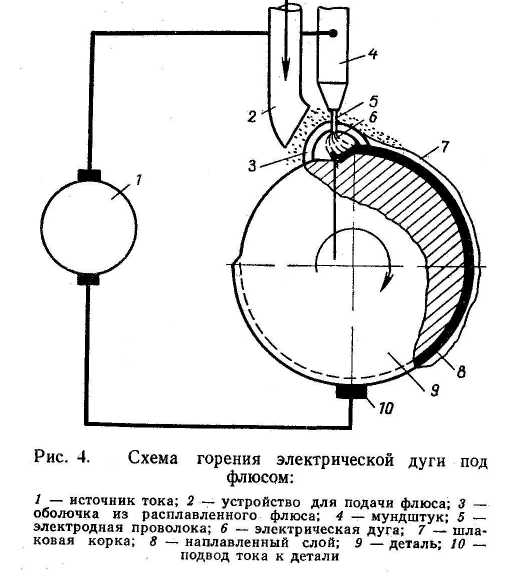 4
5
2
6
7
3
1
8
9
10
Рис. 4. Схема горения электрической дуги под
флюсом:
1 — источник тока; 2 — устройство для подачи флюса; 3 —
оболочка из расплавленного флюса; 4 — мундштук; 5 —
электродная проволока; 6 — электрическая дуга; 7 — шла-
ковая корка; 8 — наплавленный слой; 9 — деталь; 10 —
подвод тока к детали